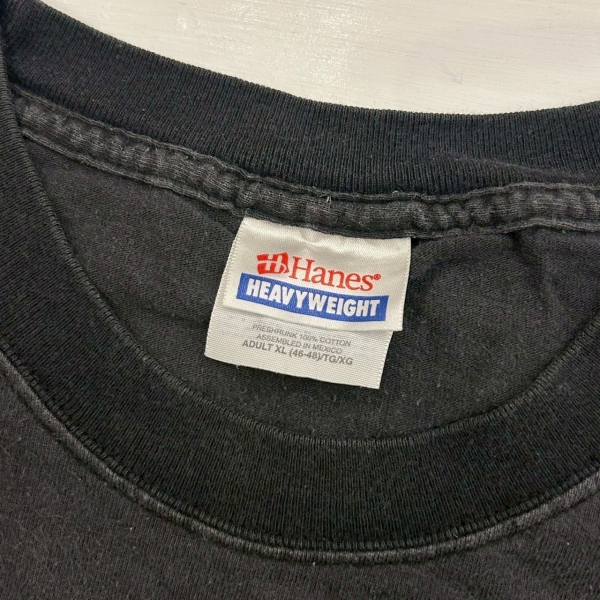 Hanes®
HEAVYWEIGHT
PRESHRUNK 100% COTTON
ASSEMBLED IN MEXICO
ADULT XL (46-48)/TG/XG